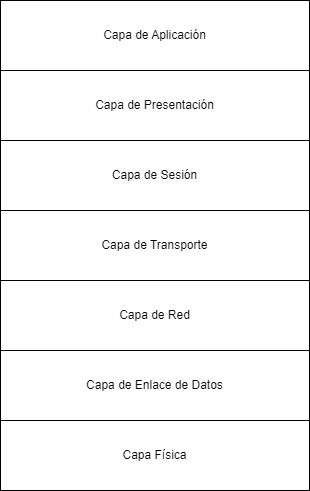 Capa de Aplicación
Capa de Presentación
Capa de Sesión
Capa de Transporte
Capa de Red
Capa de Enlace de Datos
Capa Física